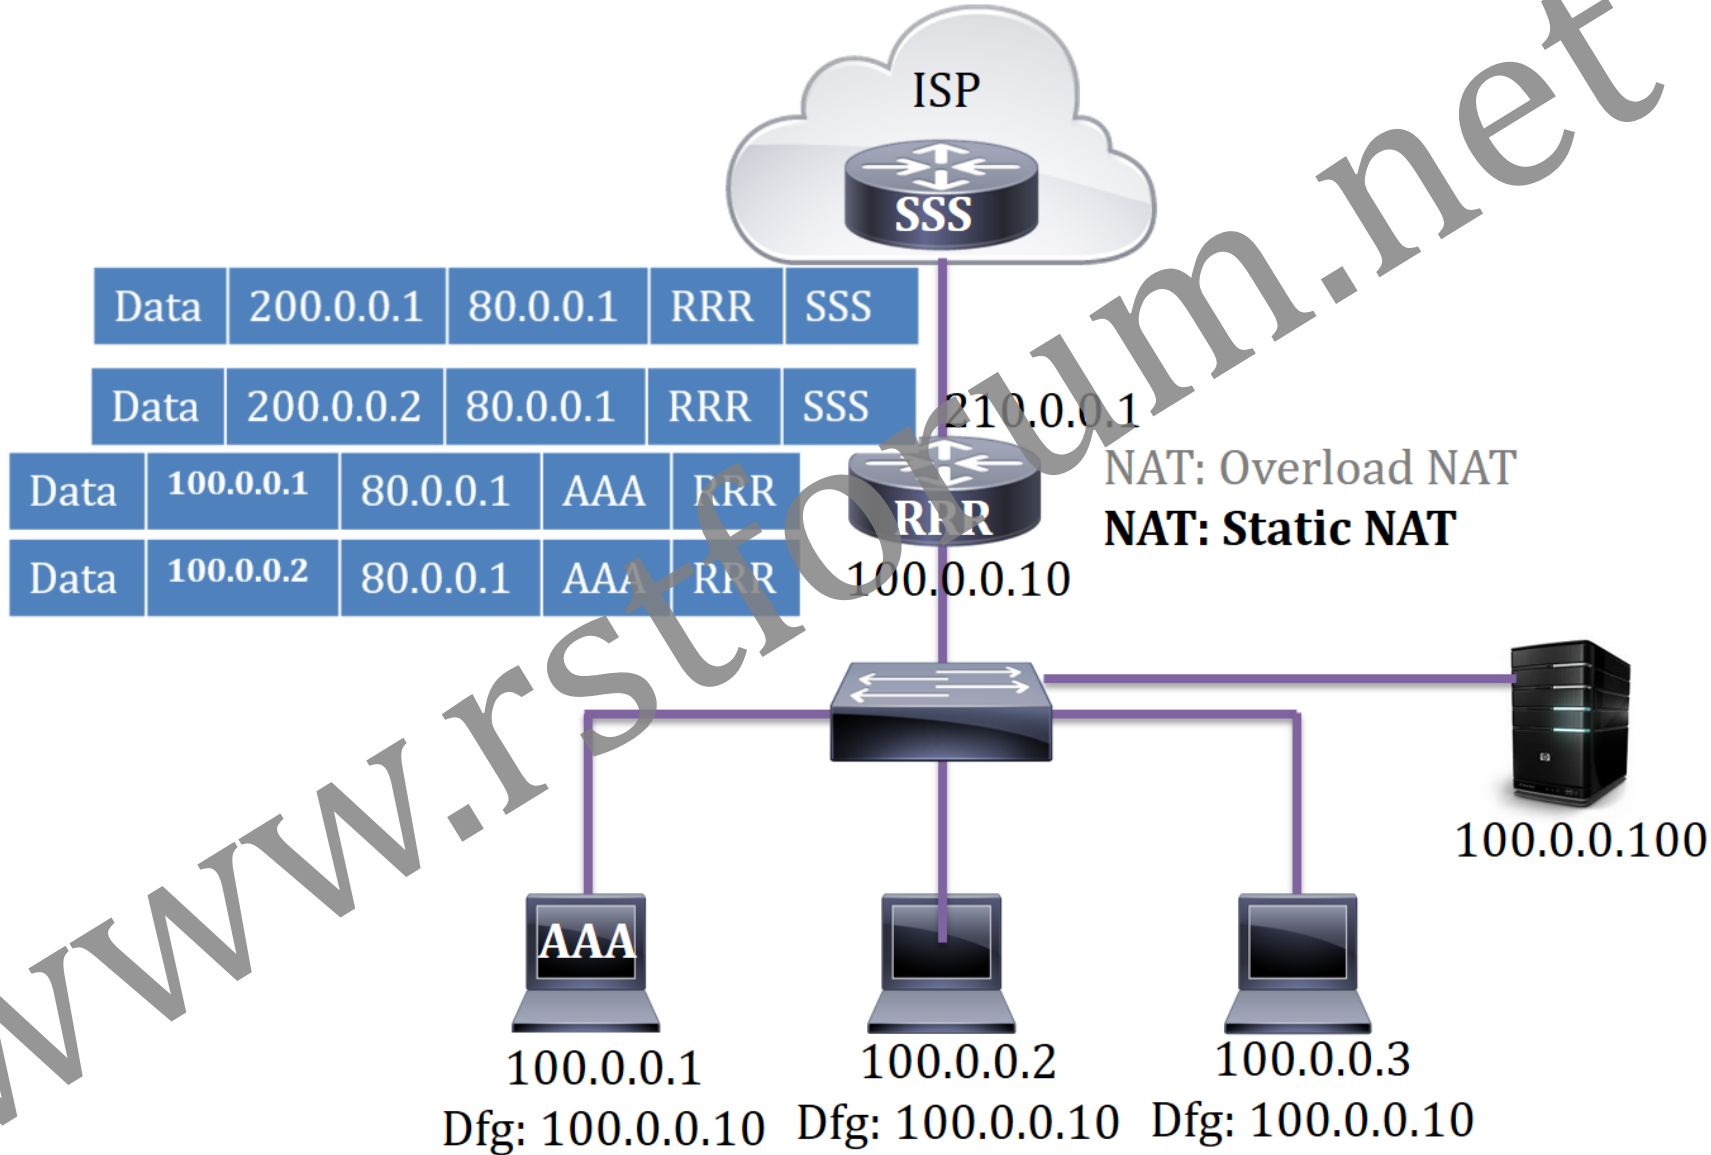 ISP
SSS
Data 200.0.0.1 80.0.0.1 RRR SSS
Data 200.0.0.2 80.0.0.1 RRR SSS
210.0.0.1
Data 100.0.0.1 80.0.0.1 AAA RRR
RRR
NAT: Overload NAT
NAT: Static NAT
Data 100.0.0.2 80.0.0.1 AAA RRR
100.0.0.10
100.0.0.100
AAA
100.0.0.1
Dfg: 100.0.0.10
100.0.0.2
Dfg: 100.0.0.10
100.0.0.3
Dfg: 100.0.0.10
www.rstforum.net